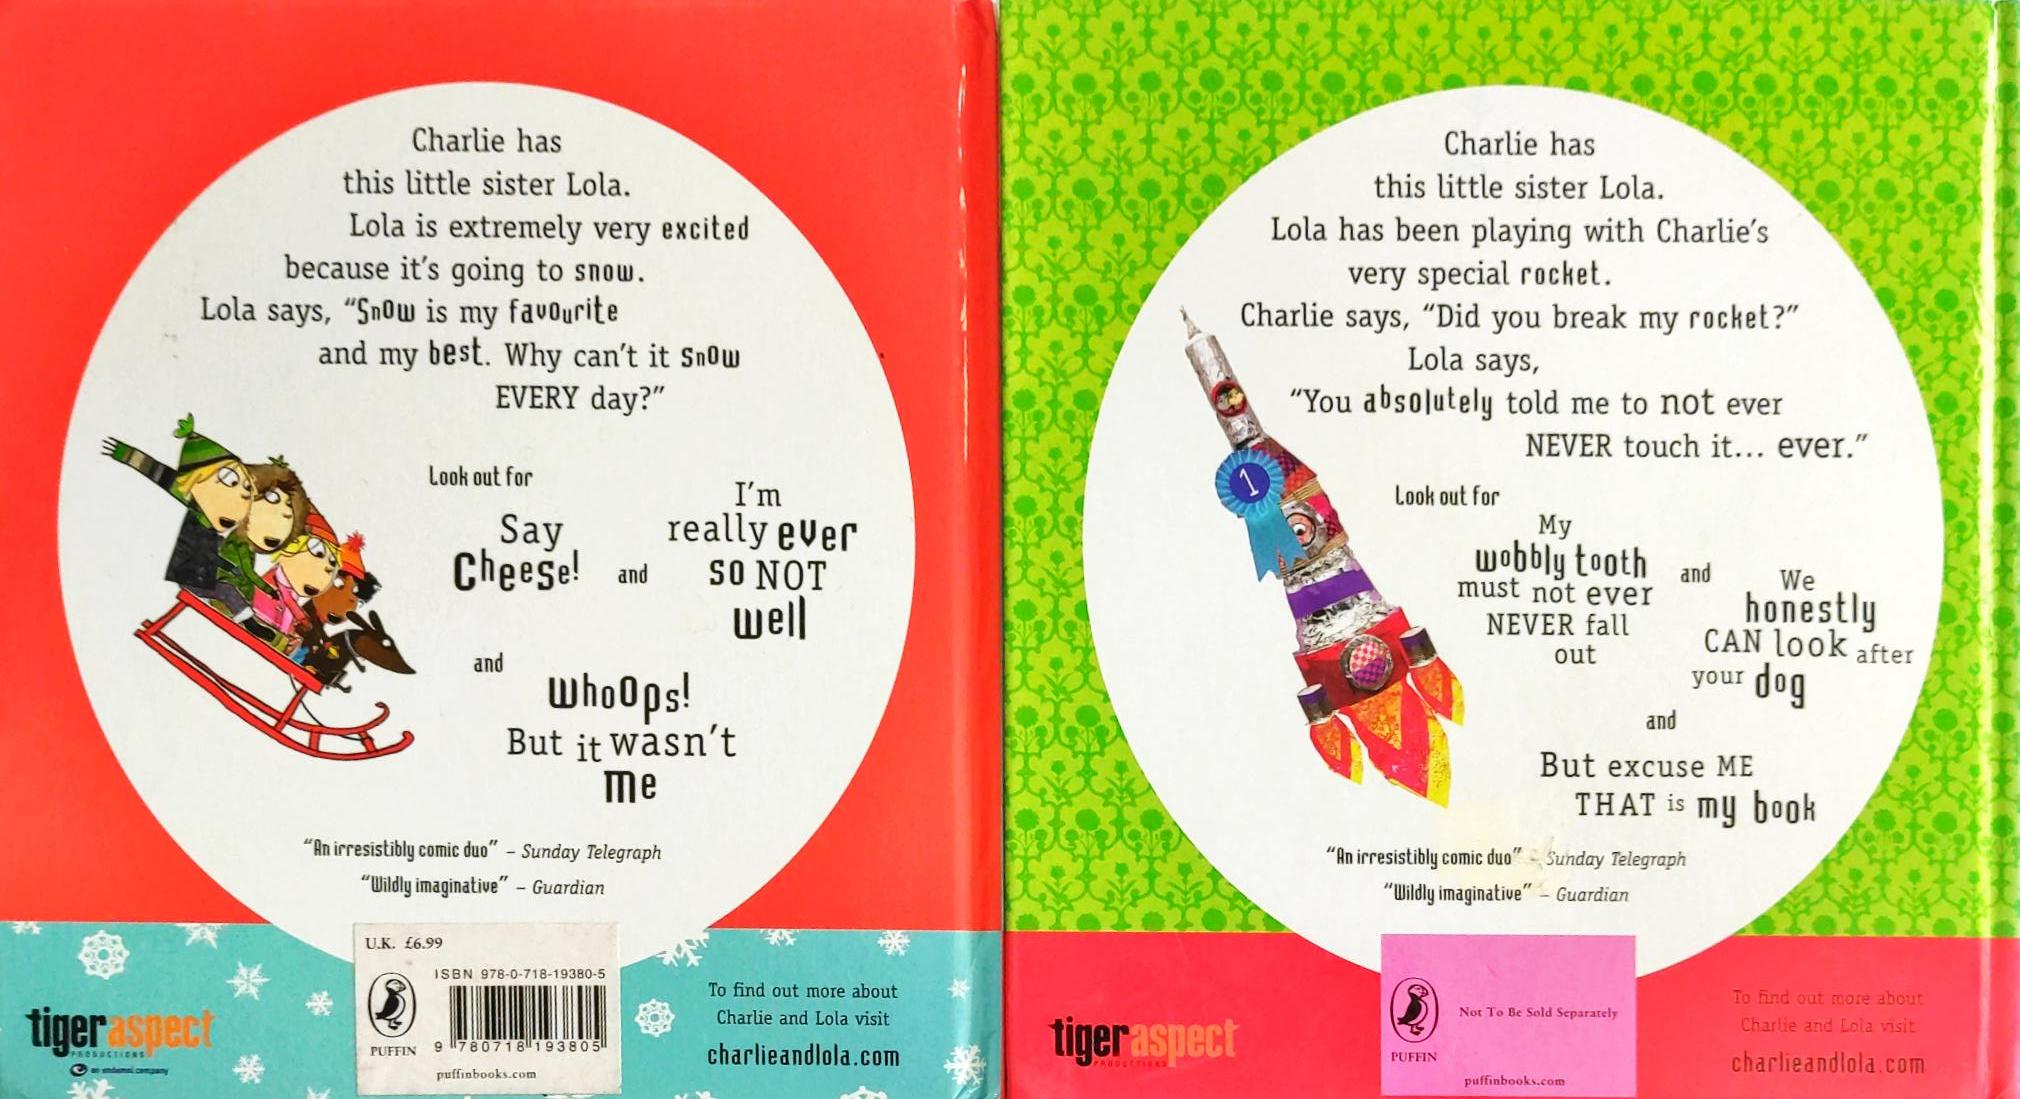 Charlie has
this little sister Lola.
Lola is extremely very excited
because it's going to snow.
Lola says, “Snow is my favourite
and my best. Why can't it snow
EVERY day?”
Look out for
Say
Cheese!
and
I'm
really ever
so NOT
well
and
Whoops!
But it wasn't
me
“An irresistibly comic duo” – Sunday Telegraph
“Wildly imaginative” – Guardian
tigeraspect
PRODUCTIONS
an endemol company
U.K. £6.99
ISBN 978-0-718-19380-5
9 780718 193805
PUFFIN
puffinbooks.com
To find out more about
Charlie and Lola visit
charlieandlola.com
Charlie has
this little sister Lola.
Lola has been playing with Charlie's
very special rocket.
Charlie says, “Did you break my rocket?”
Lola says,
“You absolutely told me to not ever
NEVER touch it... ever.”
1
Look out for
My
wobbly tooth
must not ever
NEVER fall
out
and
We
honestly
CAN look after
your dog
and
But excuse ME
THAT is my book
“An irresistibly comic duo” – Sunday Telegraph
“Wildly imaginative” – Guardian
tigeraspect
PRODUCTIONS
PUFFIN
Not To Be Sold Separately
puffinbooks.com
To find out more about
Charlie and Lola visit
charlieandlola.com